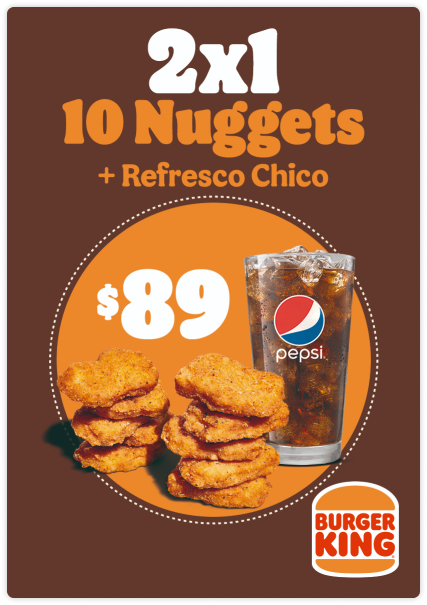 2x1
10 Nuggets
+ Refresco Chico
$89
pepsi
BURGER
KING